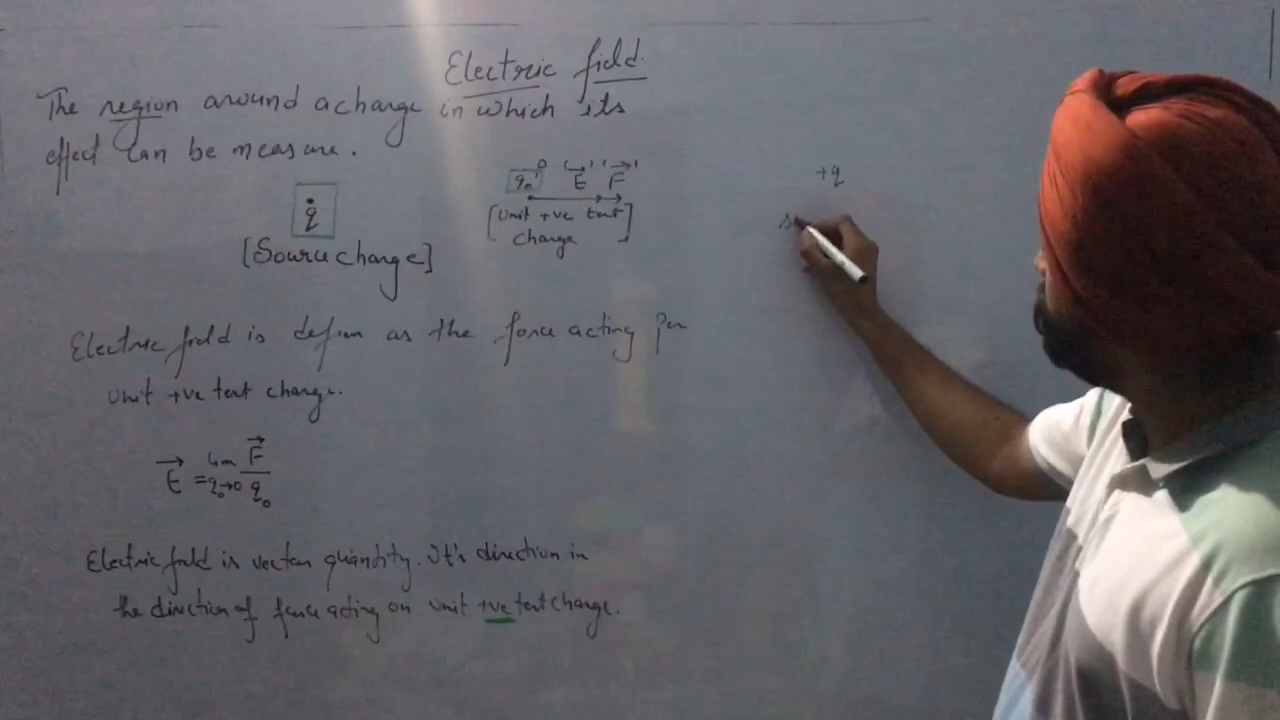 Electric field.
The region around a charge in which its
effect can be measure.
q
[Source charge]
q₀ 'E⃗' 'F⃗'
[Unit +ve test
charge]
Electric field is defin as the force acting per
unit +ve test charge.
E⃗ = lim q₀→0 F⃗/q₀
Electric field is vector quantity. It's direction in
the direction of force acting on unit +ve test charge.
+q